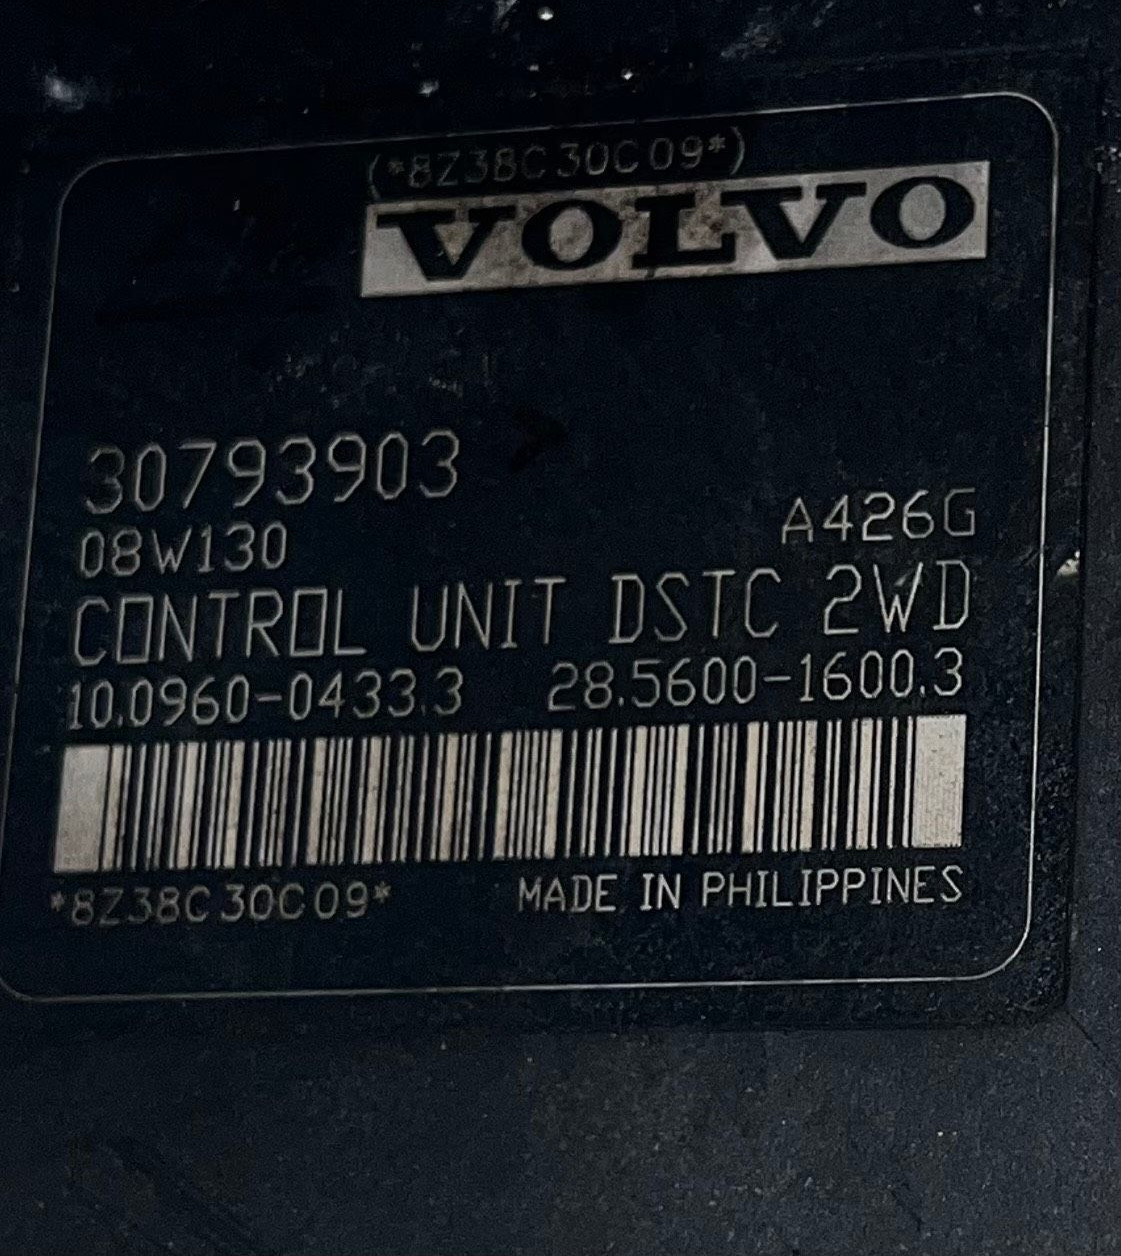 (*8Z38C30C09*)
VOLVO
30793903
08W130 A426G
CONTROL UNIT DSTC 2WD
10.0960-0433.3 28.5600-1600.3
*8Z38C30C09* MADE IN PHILIPPINES